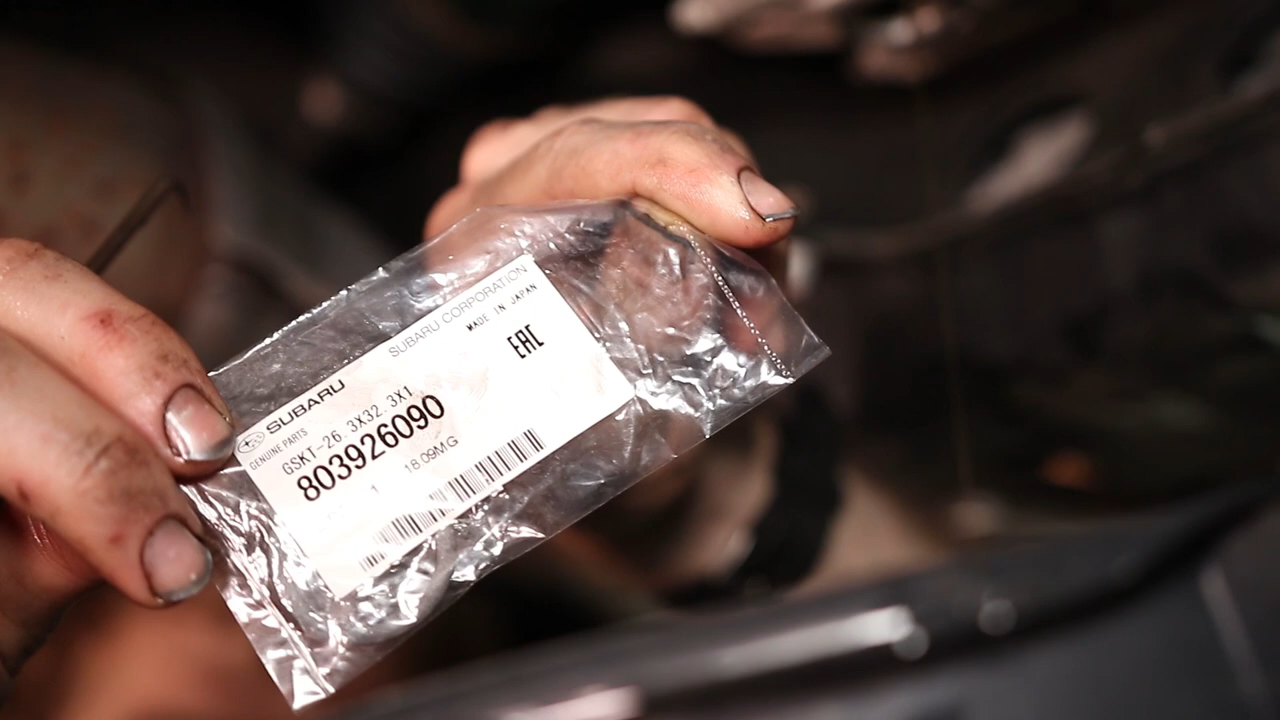 SUBARU CORPORATION
MADE IN JAPAN
EAC
SUBARU
GENUINE PARTS
GSKT-26.3X32.3X1
803926090
1 18.09MG